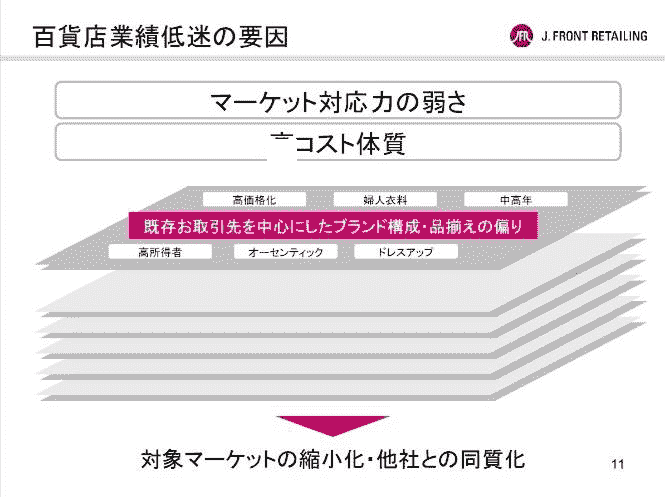 百貨店業績低迷の要因
JFR J. FRONT RETAILING
マーケット対応力の弱さ
高コスト体質
高価格化 婦人衣料 中高年
既存お取引先を中心にしたブランド構成・品揃えの偏り
高所得者 オーセンティック ドレスアップ
対象マーケットの縮小化・他社との同質化
11